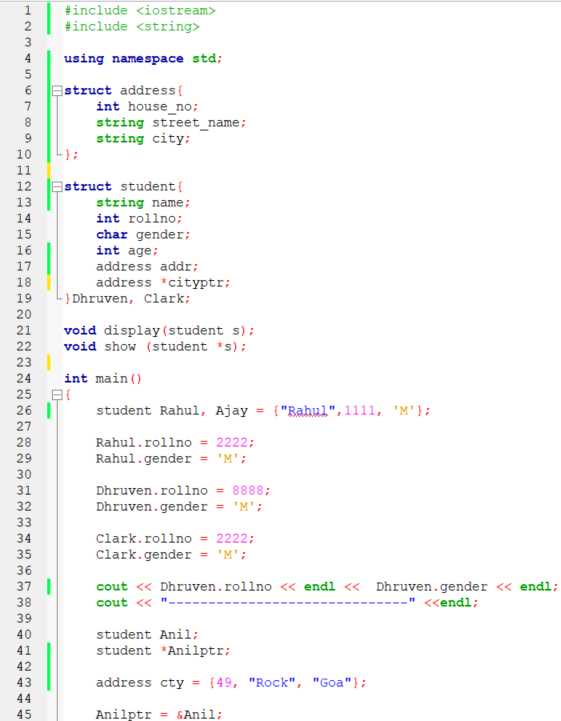 1 #include <iostream>
2 #include <string>
3
4 using namespace std;
5
6 struct address{
7 int house_no;
8 string street_name;
9 string city;
10 };
11
12 struct student{
13 string name;
14 int rollno;
15 char gender;
16 int age;
17 address addr;
18 address *cityptr;
19 }Dhruven, Clark;
20
21 void display(student s);
22 void show (student *s);
23
24 int main()
25 {
26 student Rahul, Ajay = {"Rahul",1111, 'M'};
27
28 Rahul.rollno = 2222;
29 Rahul.gender = 'M';
30
31 Dhruven.rollno = 8888;
32 Dhruven.gender = 'M';
33
34 Clark.rollno = 2222;
35 Clark.gender = 'M';
36
37 cout << Dhruven.rollno << endl <<  Dhruven.gender << endl;
38 cout << "------------------------------" <<endl;
39
40 student Anil;
41 student *Anilptr;
42
43 address cty = {49, "Rock", "Goa"};
44
45 Anilptr = &Anil;